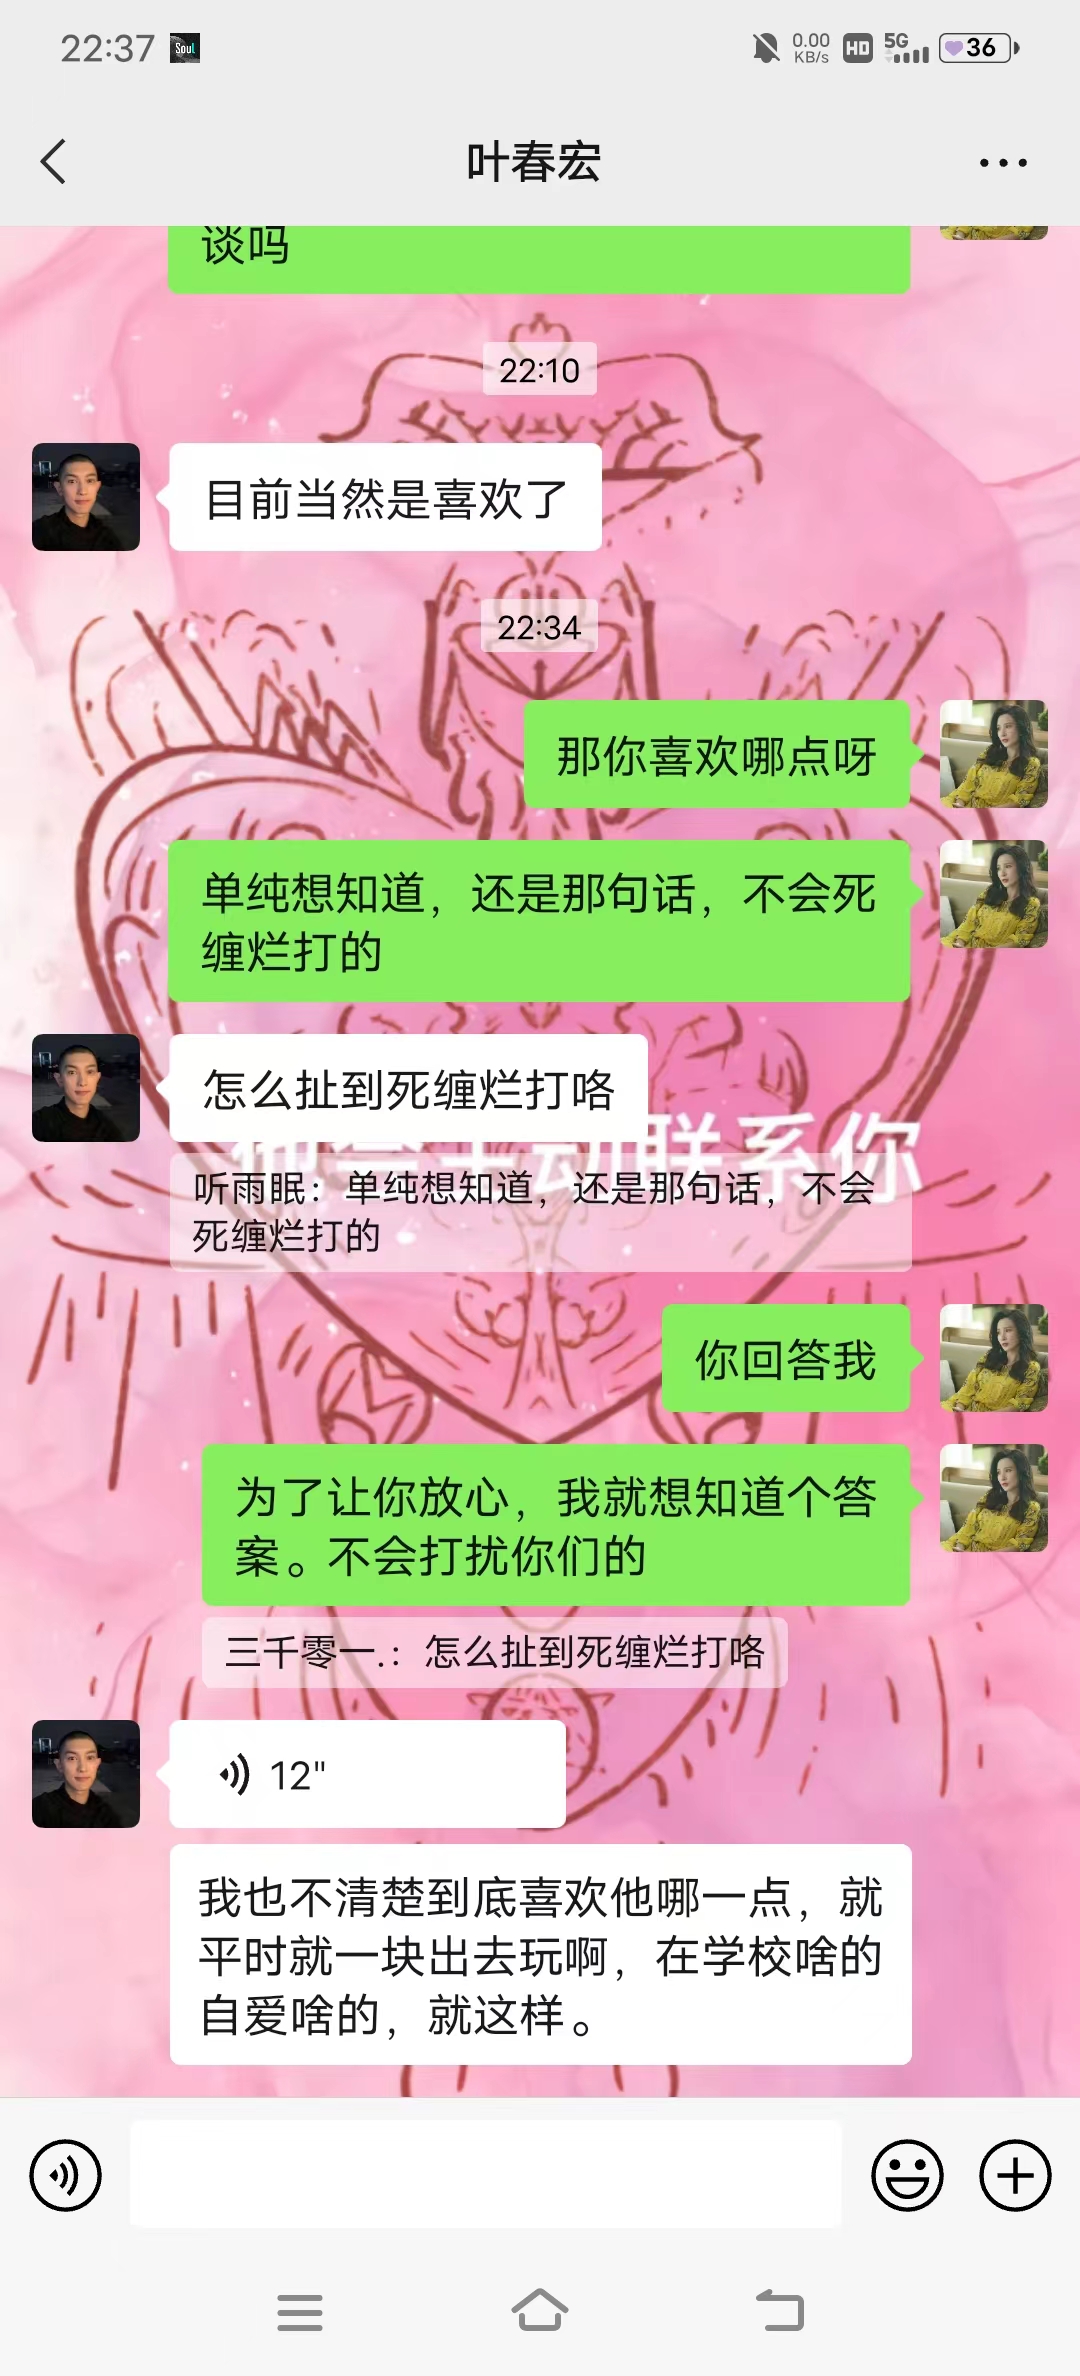 22:37
Soul
0.00
KB/s
HD
5G
36
叶春宏
谈吗
22:10
目前当然是喜欢了
22:34
那你喜欢哪点呀
单纯想知道，还是那句话，不会死
缠烂打的
怎么扯到死缠烂打咯
他会主动联系你
听雨眠：单纯想知道，还是那句话，不会
死缠烂打的
你回答我
为了让你放心，我就想知道个答
案。不会打扰你们的
三千零一.：怎么扯到死缠烂打咯
12"
我也不清楚到底喜欢他哪一点，就
平时就一块出去玩啊，在学校啥的
自爱啥的，就这样。